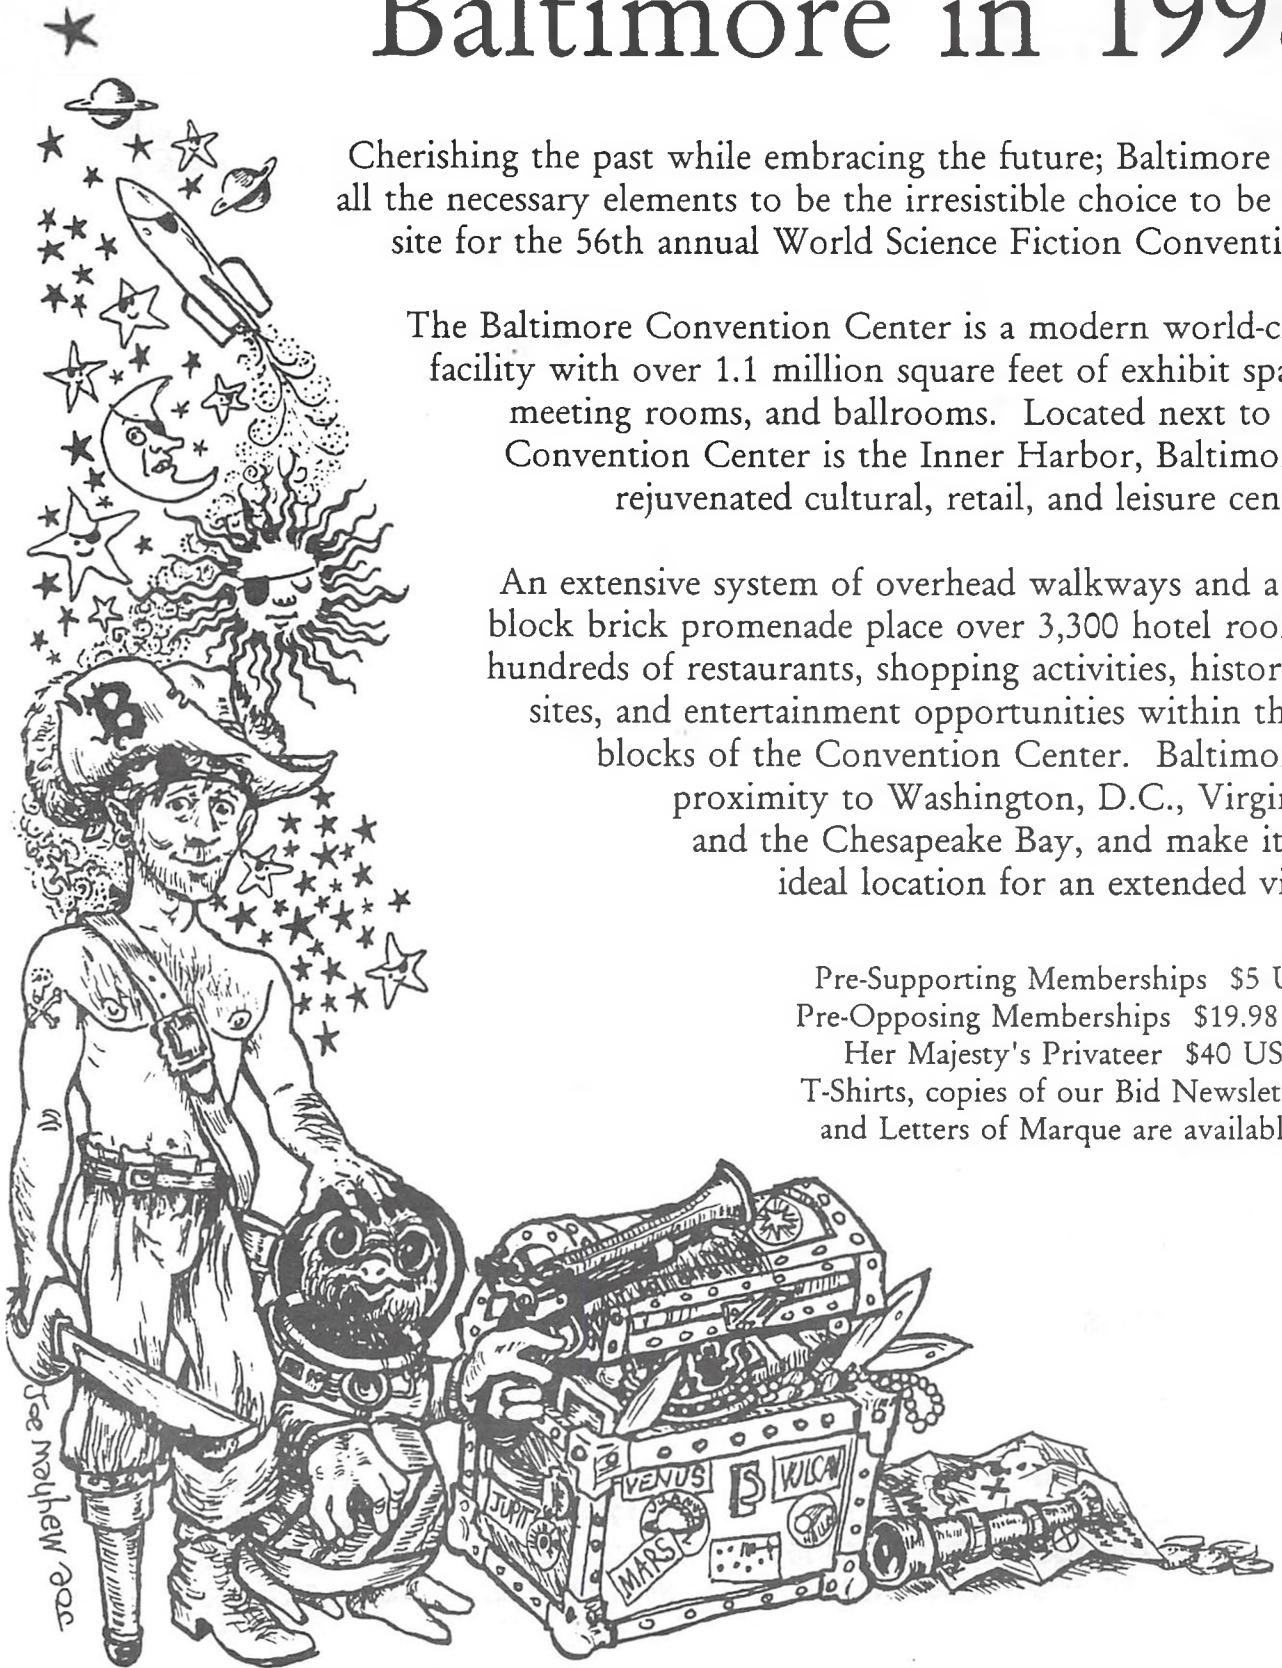 Baltimore in 199
Cherishing the past while embracing the future; Baltimore
all the necessary elements to be the irresistible choice to be
site for the 56th annual World Science Fiction Conventi
The Baltimore Convention Center is a modern world-c
facility with over 1.1 million square feet of exhibit spa
meeting rooms, and ballrooms. Located next to
Convention Center is the Inner Harbor, Baltimo
rejuvenated cultural, retail, and leisure cen
An extensive system of overhead walkways and a
block brick promenade place over 3,300 hotel roo
hundreds of restaurants, shopping activities, histor
sites, and entertainment opportunities within th
blocks of the Convention Center. Baltimo
proximity to Washington, D.C., Virgi
and the Chesapeake Bay, and make it
ideal location for an extended vi
Pre-Supporting Memberships $5 U
Pre-Opposing Memberships $19.98
Her Majesty's Privateer $40 US
T-Shirts, copies of our Bid Newslet
and Letters of Marque are availabl
B
VENUS
VULCAN
JUPIT
MARS
Joe Mayhew